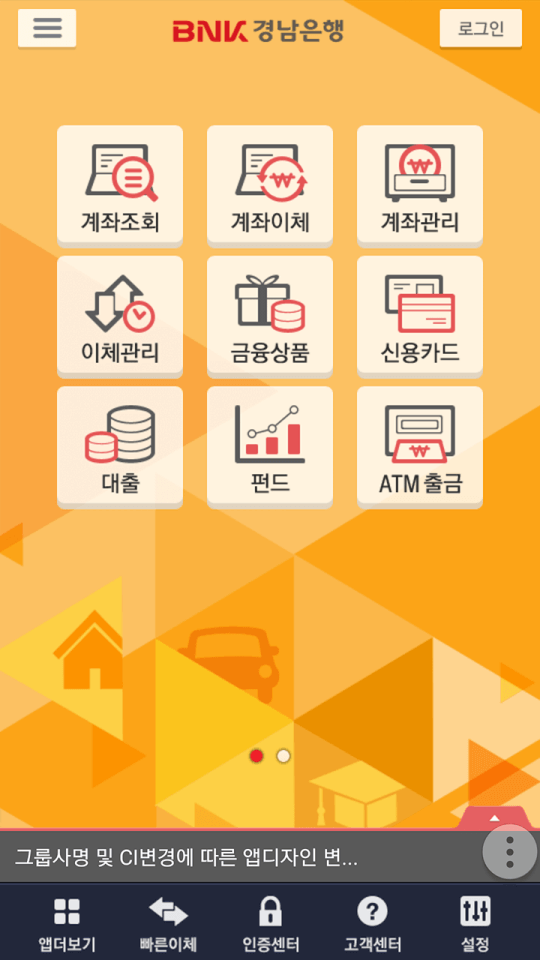 BNK 경남은행
로그인
계좌조회
계좌이체
계좌관리
이체관리
금융상품
신용카드
대출
펀드
ATM 출금
그룹사명 및 CI변경에 따른 앱디자인 변...
앱더보기
빠른이체
인증센터
고객센터
설정